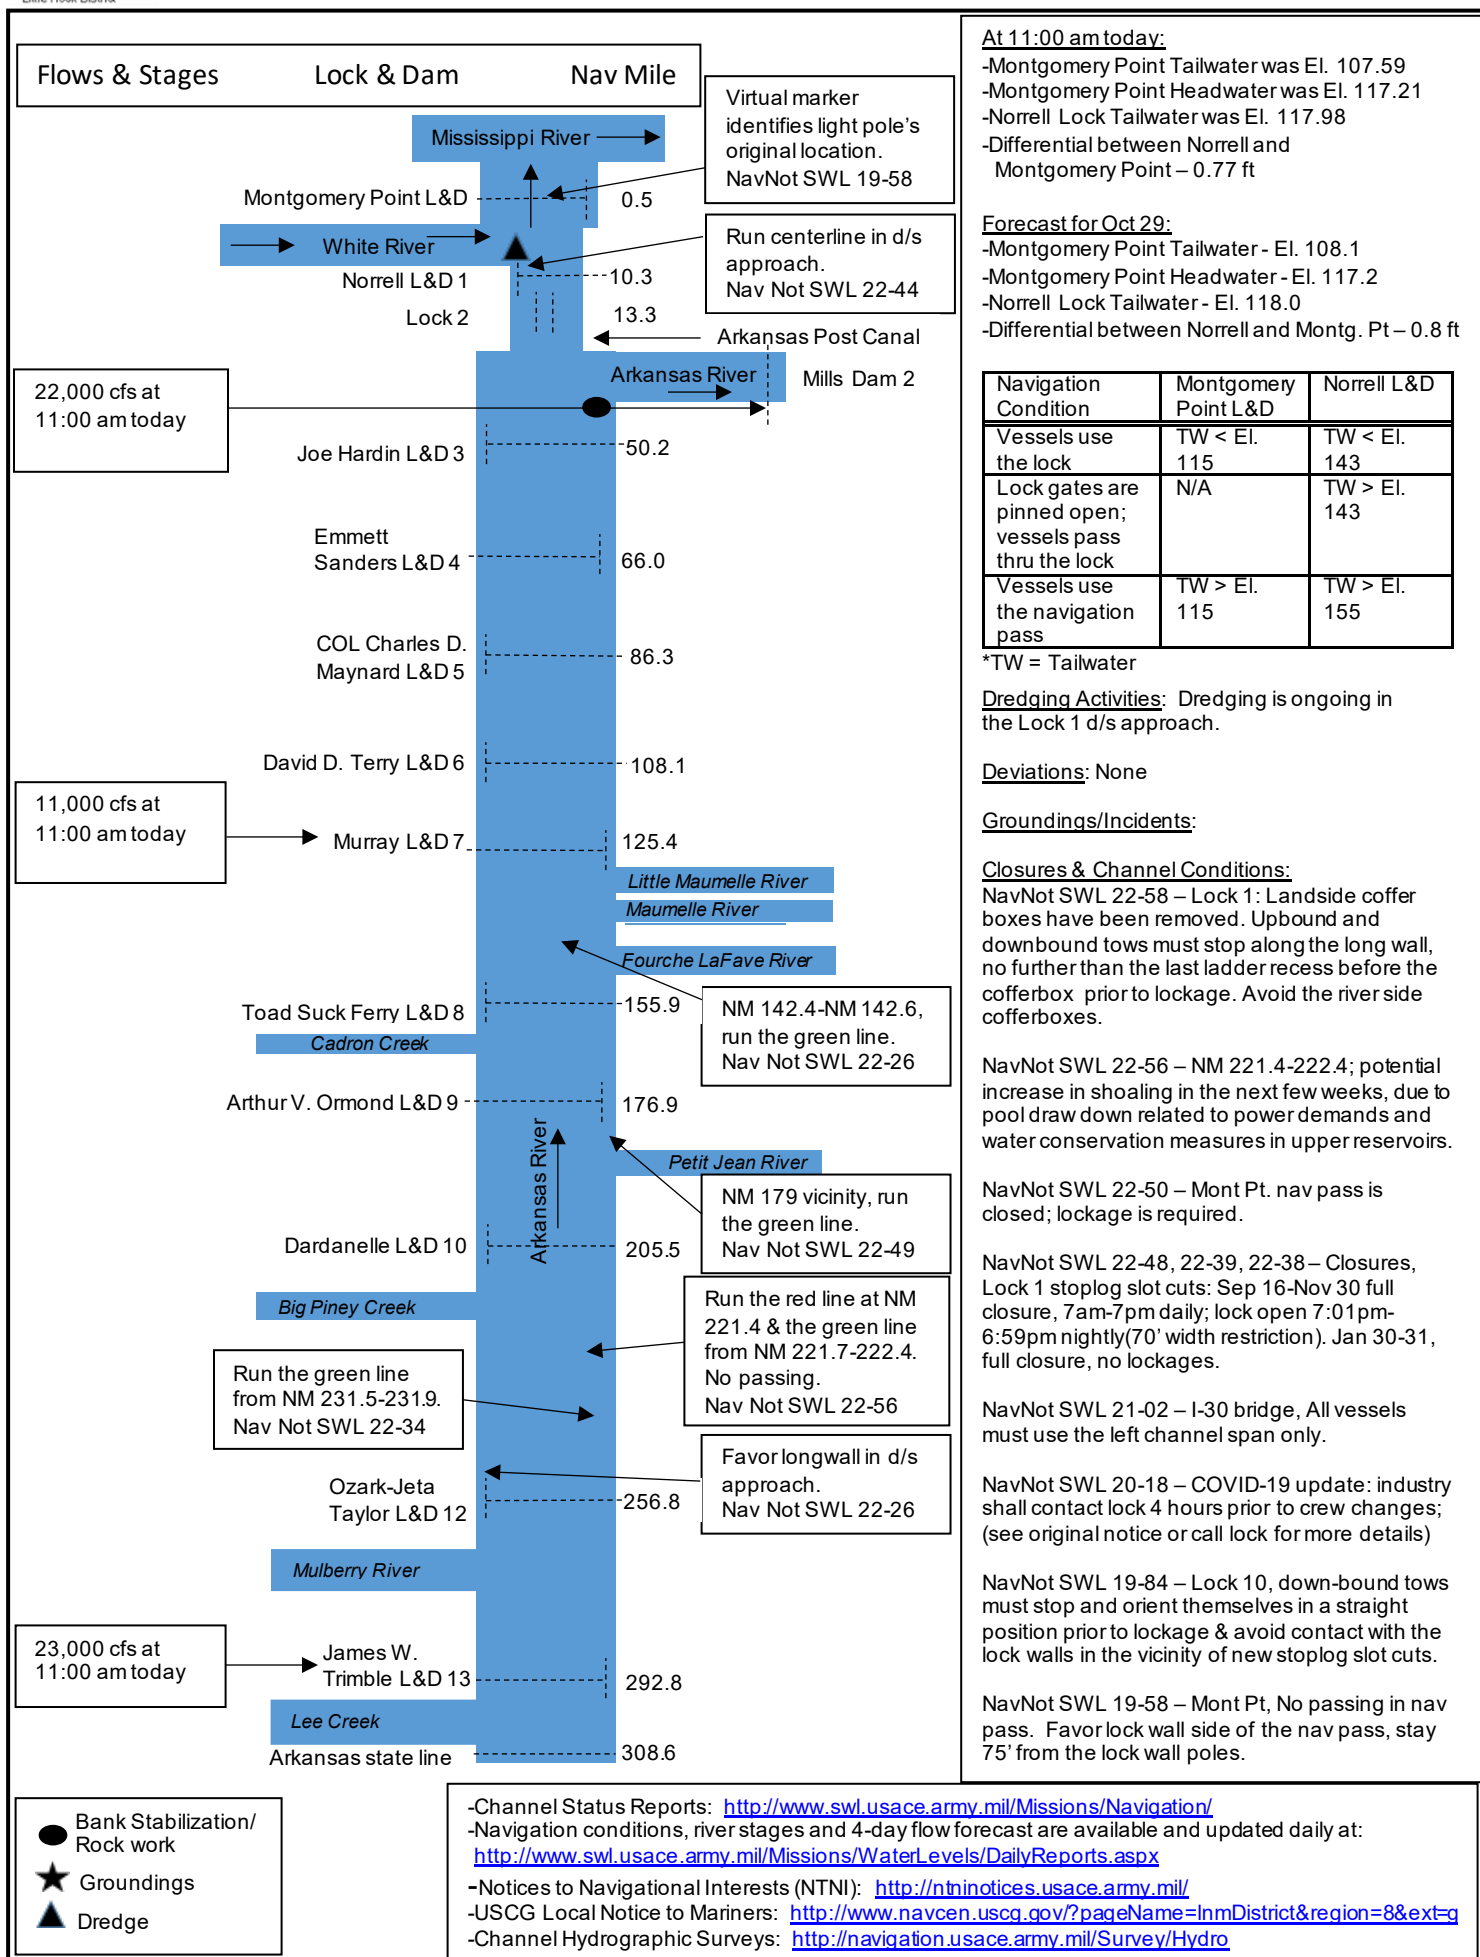 Little Rock District
Flows & Stages
Lock & Dam
Nav Mile
Mississippi River
Virtual marker
identifies light pole's
original location.
NavNot SWL 19-58
Montgomery Point L&D
0.5
White River
Run centerline in d/s
approach.
Nav Not SWL 22-44
Norrell L&D 1
10.3
Lock 2
13.3
Arkansas Post Canal
Arkansas River
Mills Dam 2
22,000 cfs at
11:00 am today
Joe Hardin L&D 3
50.2
Emmett
Sanders L&D 4
66.0
COL Charles D.
Maynard L&D 5
86.3
David D. Terry L&D 6
108.1
11,000 cfs at
11:00 am today
Murray L&D 7
125.4
Little Maumelle River
Maumelle River
Fourche LaFave River
Toad Suck Ferry L&D 8
155.9
NM 142.4-NM 142.6,
run the green line.
Nav Not SWL 22-26
Cadron Creek
Arthur V. Ormond L&D 9
176.9
Arkansas River
Petit Jean River
NM 179 vicinity, run
the green line.
Nav Not SWL 22-49
Dardanelle L&D 10
205.5
Big Piney Creek
Run the red line at NM
221.4 & the green line
from NM 221.7-222.4.
No passing.
Nav Not SWL 22-56
Run the green line
from NM 231.5-231.9.
Nav Not SWL 22-34
Favor longwall in d/s
approach.
Nav Not SWL 22-26
Ozark-Jeta
Taylor L&D 12
256.8
Mulberry River
23,000 cfs at
11:00 am today
James W.
Trimble L&D 13
292.8
Lee Creek
Arkansas state line
308.6
At 11:00 am today:
-Montgomery Point Tailwater was El. 107.59
-Montgomery Point Headwater was El. 117.21
-Norrell Lock Tailwater was El. 117.98
-Differential between Norrell and
Montgomery Point – 0.77 ft
Forecast for Oct 29:
-Montgomery Point Tailwater - El. 108.1
-Montgomery Point Headwater - El. 117.2
-Norrell Lock Tailwater - El. 118.0
-Differential between Norrell and Montg. Pt – 0.8 ft
Navigation Condition | Montgomery Point L&D | Norrell L&D
Vessels use the lock | TW < El. 115 | TW < El. 143
Lock gates are pinned open; vessels pass thru the lock | N/A | TW > El. 143
Vessels use the navigation pass | TW > El. 115 | TW > El. 155
*TW = Tailwater
Dredging Activities: Dredging is ongoing in
the Lock 1 d/s approach.
Deviations: None
Groundings/Incidents:
Closures & Channel Conditions:
NavNot SWL 22-58 – Lock 1: Landside coffer
boxes have been removed. Upbound and
downbound tows must stop along the long wall,
no further than the last ladder recess before the
cofferbox prior to lockage. Avoid the river side
cofferboxes.
NavNot SWL 22-56 – NM 221.4-222.4; potential
increase in shoaling in the next few weeks, due to
pool draw down related to power demands and
water conservation measures in upper reservoirs.
NavNot SWL 22-50 – Mont Pt. nav pass is
closed; lockage is required.
NavNot SWL 22-48, 22-39, 22-38 – Closures,
Lock 1 stoplog slot cuts: Sep 16-Nov 30 full
closure, 7am-7pm daily; lock open 7:01pm-
6:59pm nightly(70' width restriction). Jan 30-31,
full closure, no lockages.
NavNot SWL 21-02 – I-30 bridge, All vessels
must use the left channel span only.
NavNot SWL 20-18 – COVID-19 update: industry
shall contact lock 4 hours prior to crew changes;
(see original notice or call lock for more details)
NavNot SWL 19-84 – Lock 10, down-bound tows
must stop and orient themselves in a straight
position prior to lockage & avoid contact with the
lock walls in the vicinity of new stoplog slot cuts.
NavNot SWL 19-58 – Mont Pt, No passing in nav
pass. Favor lock wall side of the nav pass, stay
75' from the lock wall poles.
Bank Stabilization/
Rock work
Groundings
Dredge
-Channel Status Reports: http://www.swl.usace.army.mil/Missions/Navigation/
-Navigation conditions, river stages and 4-day flow forecast are available and updated daily at:
http://www.swl.usace.army.mil/Missions/WaterLevels/DailyReports.aspx
-Notices to Navigational Interests (NTNI): http://ntninotices.usace.army.mil/
-USCG Local Notice to Mariners: http://www.navcen.uscg.gov/?pageName=lnmDistrict&region=8&ext=g
-Channel Hydrographic Surveys: http://navigation.usace.army.mil/Survey/Hydro